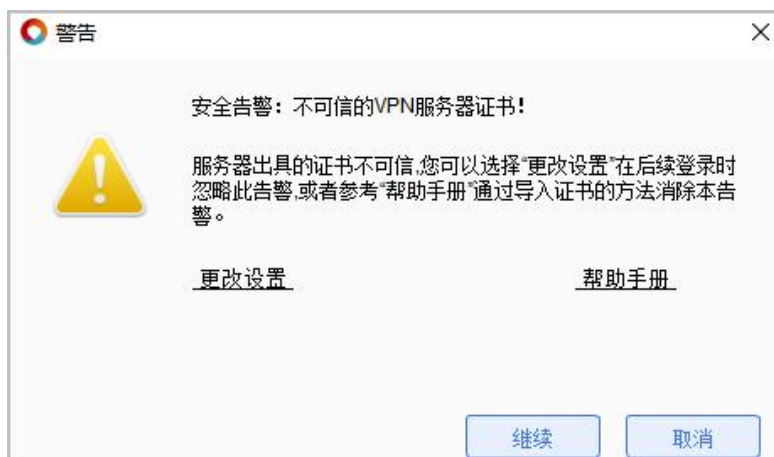 警告
安全告警：不可信的VPN服务器证书!
服务器出具的证书不可信,您可以选择“更改设置”在后续登录时
忽略此告警,或者参考“帮助手册”通过导入证书的方法消除本告
警。
更改设置 帮助手册
继续 取消